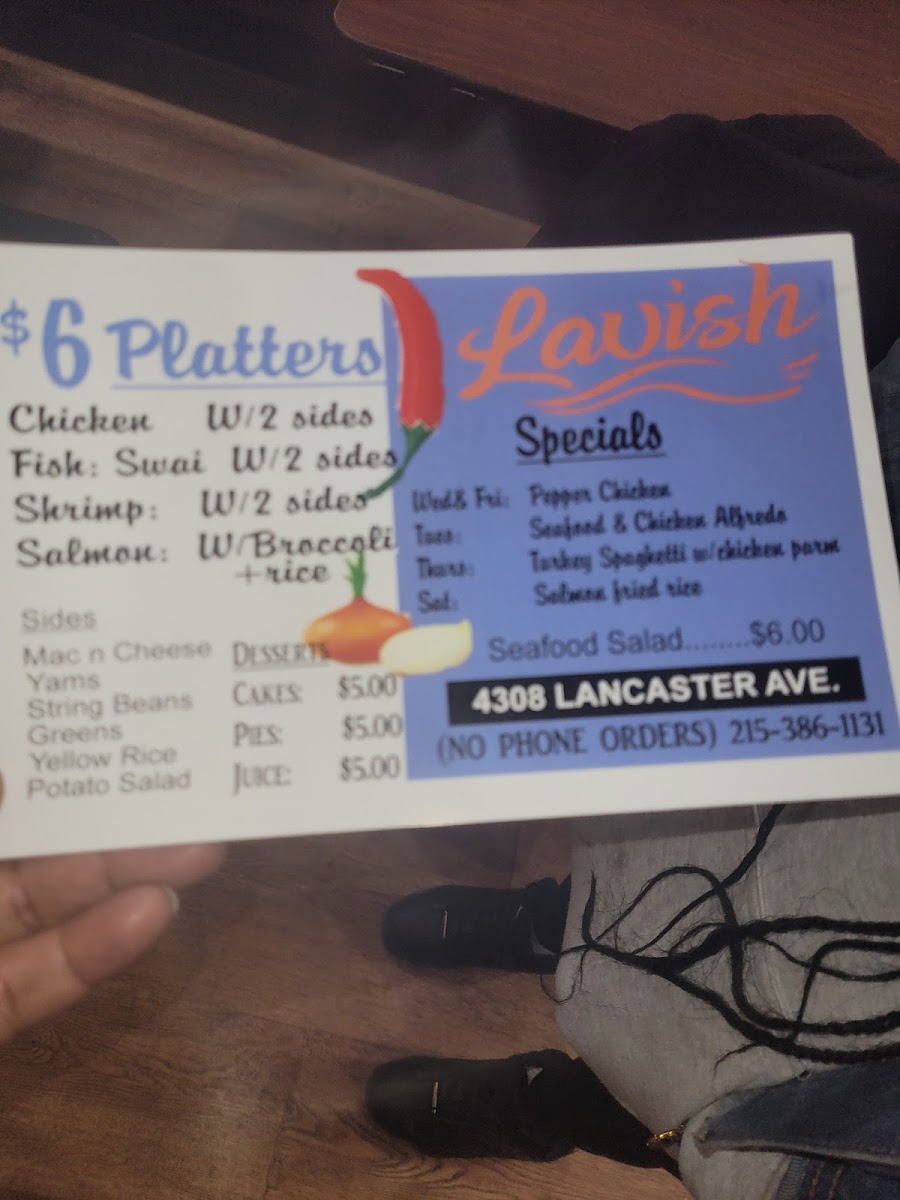 $6 Platters
Chicken W/2 sides
Fish: Swai W/2 sides
Shrimp: W/2 sides
Salmon: W/Broccoli
+rice
Sides
Mac n Cheese
Yams
String Beans
Greens
Yellow Rice
Potato Salad
DESSERTS
CAKES: $5.00
PIES: $5.00
JUICE: $5.00
Lavish
Specials
Wed& Fri: Pepper Chicken
Tues: Seafood & Chicken Alfredo
Thurs: Turkey Spaghetti w/chicken parm
Sat: Salmon fried rice
Seafood Salad........$6.00
4308 LANCASTER AVE.
(NO PHONE ORDERS) 215-386-1131